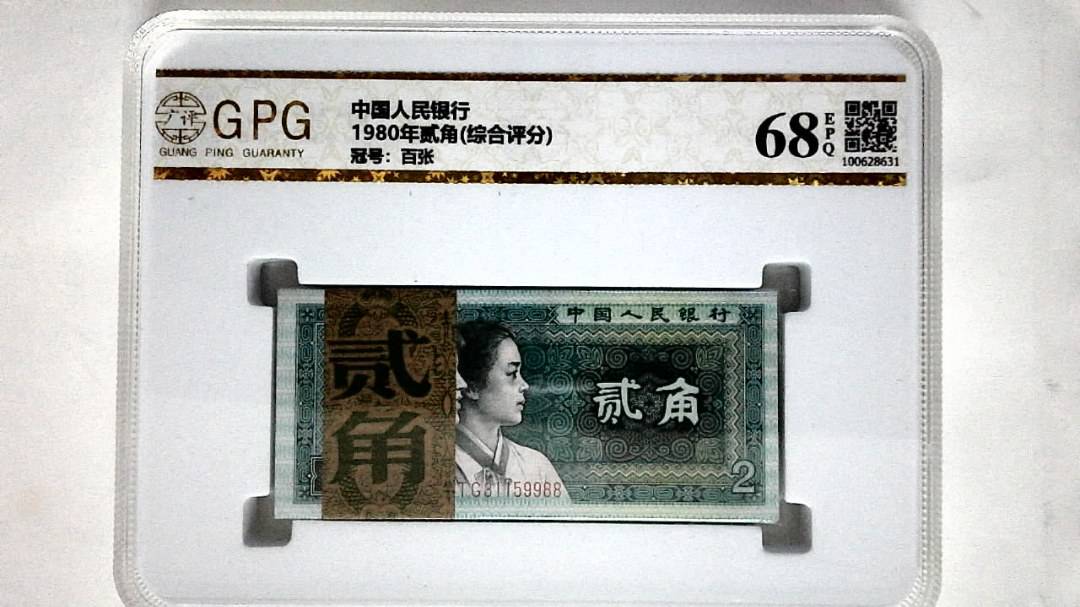 GPG
GUANG PING GUARANTY
中国人民银行
1980年贰角(综合评分)
冠号：百张
68
EPQ
100628631
中国人民银行
贰角
贰角
TG31159988
2